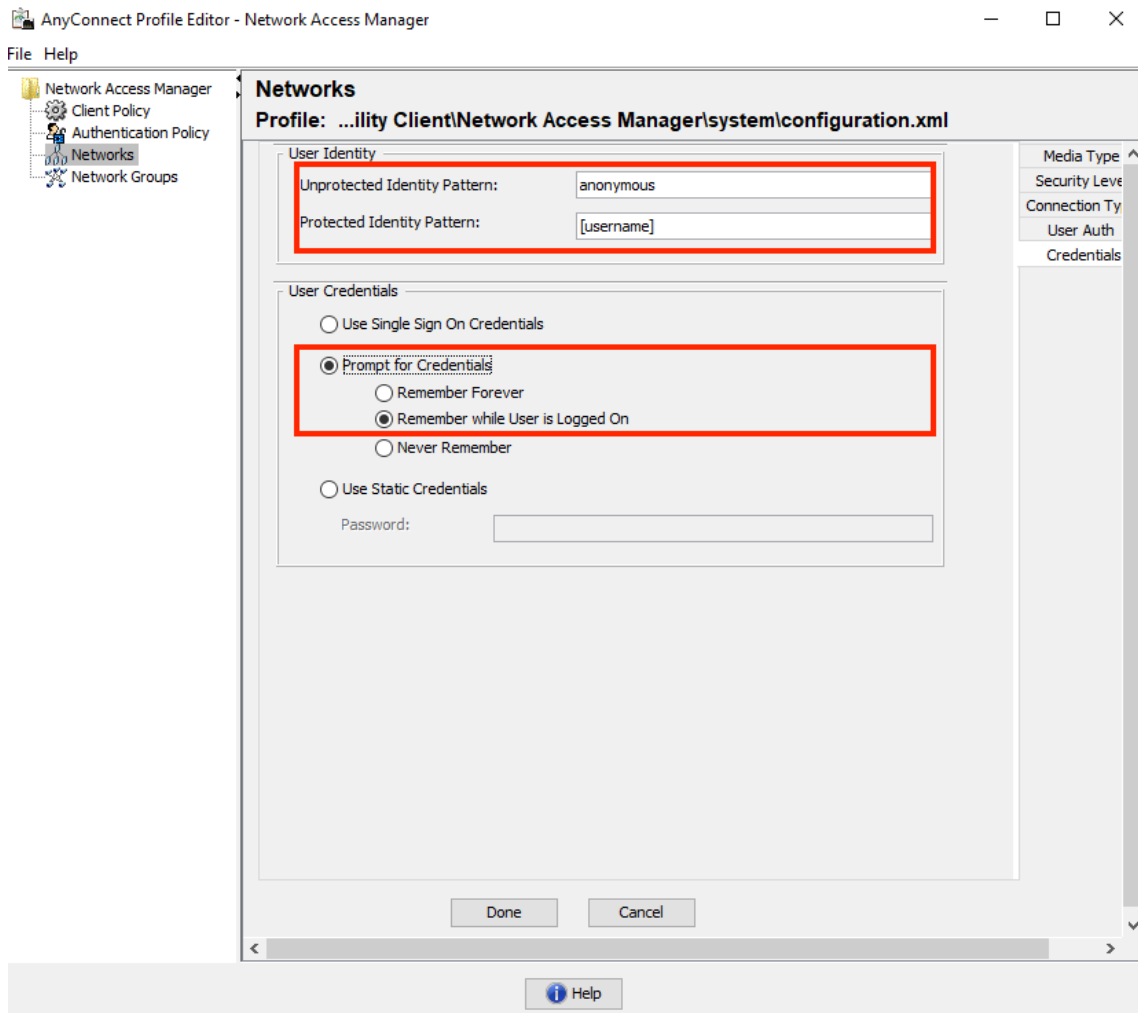 AnyConnect Profile Editor - Network Access Manager
File Help
Network Access Manager
Client Policy
Authentication Policy
Networks
Network Groups
Networks
Profile: ...ility Client\Network Access Manager\system\configuration.xml
User Identity
Unprotected Identity Pattern: anonymous
Protected Identity Pattern: [username]
User Credentials
Use Single Sign On Credentials
Prompt for Credentials
Remember Forever
Remember while User is Logged On
Never Remember
Use Static Credentials
Password:
Media Type
Security Leve
Connection Ty
User Auth
Credentials
Done Cancel
Help